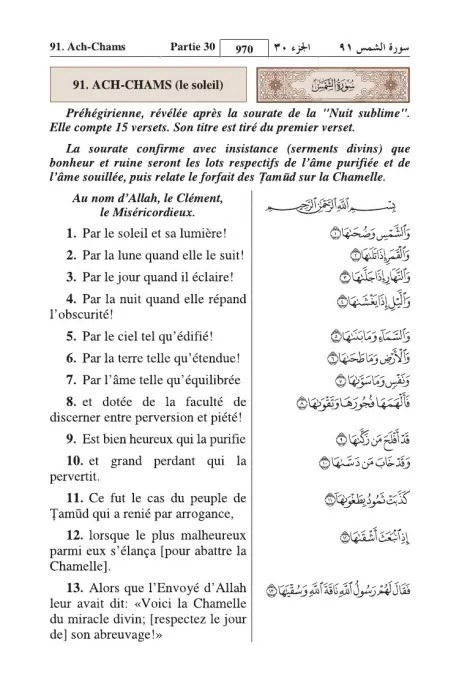 91. Ach-Chams Partie 30 970 الجزء ٣٠ سورة الشمس ٩١
91. ACH-CHAMS (le soleil) سُورَةُ الشَّمْسِ
Préhégirienne, révélée après la sourate de la "Nuit sublime".
Elle compte 15 versets. Son titre est tiré du premier verset.
La sourate confirme avec insistance (serments divins) que
bonheur et ruine seront les lots respectifs de l’âme purifiée et de
l’âme souillée, puis relate le forfait des Ṭamūd sur la Chamelle.
Au nom d’Allah, le Clément,
le Miséricordieux.
بِسْمِ اللَّهِ الرَّحْمَٰنِ الرَّحِيمِ
1. Par le soleil et sa lumière!
وَٱلشَّمْسِ وَضُحَىٰهَا ١
2. Par la lune quand elle le suit!
وَٱلْقَمَرِ إِذَا تَلَىٰهَا ٢
3. Par le jour quand il éclaire!
وَٱلنَّهَارِ إِذَا جَلَّىٰهَا ٣
4. Par la nuit quand elle répand
l’obscurité!
وَٱلَّيْلِ إِذَا يَغْشَىٰهَا ٤
5. Par le ciel tel qu’édifié!
وَٱلسَّمَآءِ وَمَا بَنَىٰهَا ٥
6. Par la terre telle qu’étendue!
وَٱلْأَرْضِ وَمَا طَحَىٰهَا ٦
7. Par l’âme telle qu’équilibrée
وَنَفْسٍ وَمَا سَوَّىٰهَا ٧
8. et dotée de la faculté de
discerner entre perversion et piété!
فَأَلْهَمَهَا فُجُورَهَا وَتَقْوَىٰهَا ٨
9. Est bien heureux qui la purifie
قَدْ أَفْلَحَ مَن زَكَّىٰهَا ٩
10. et grand perdant qui la
pervertit.
وَقَدْ خَابَ مَن دَسَّىٰهَا ١٠
11. Ce fut le cas du peuple de
Ṭamūd qui a renié par arrogance,
كَذَّبَتْ ثَمُودُ بِطَغْوَىٰهَآ ١١
12. lorsque le plus malheureux
parmi eux s’élança [pour abattre la
Chamelle].
إِذِ ٱنۢبَعَثَ أَشْقَىٰهَا ١٢
13. Alors que l’Envoyé d’Allah
leur avait dit: «Voici la Chamelle
du miracle divin; [respectez le jour
de] son abreuvage!»
فَقَالَ لَهُمْ رَسُولُ ٱللَّهِ نَاقَةَ ٱللَّهِ وَسُقْيَٰهَا ١٣